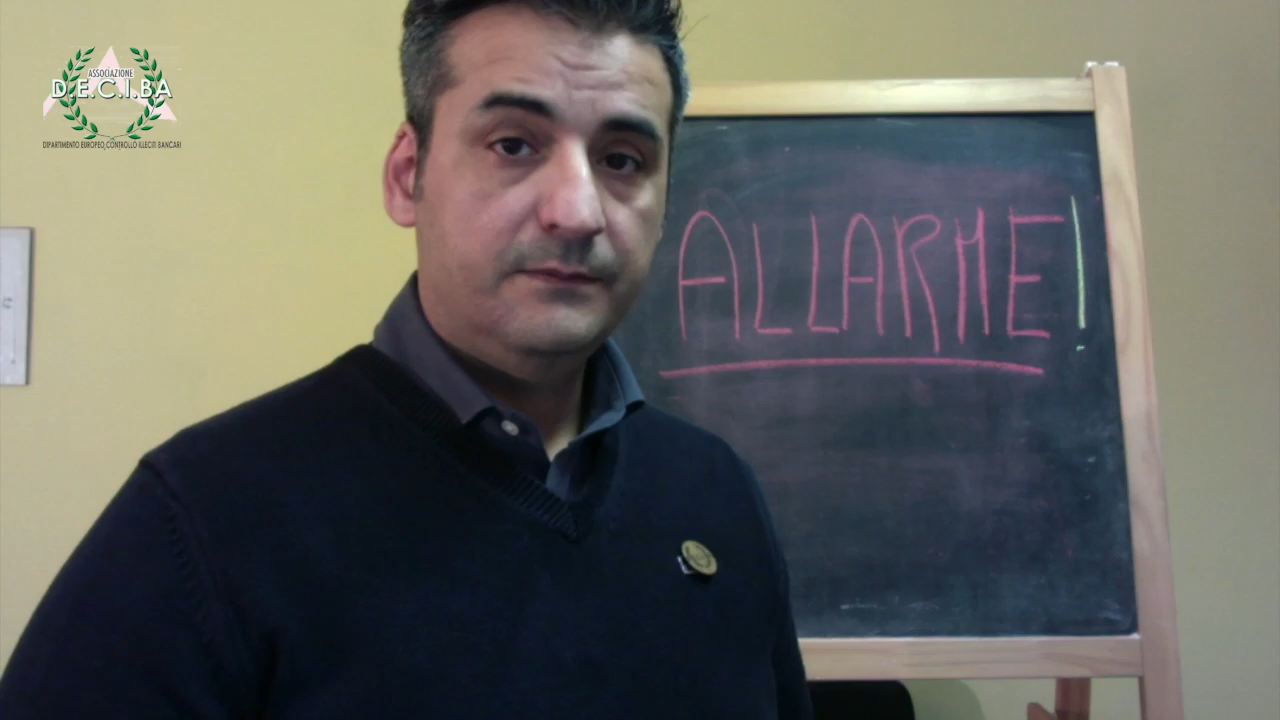 ASSOCIAZIONE
D.E.C.I.BA
DIPARTIMENTO EUROPEO CONTROLLO ILLECITI BANCARI
ALLARME!